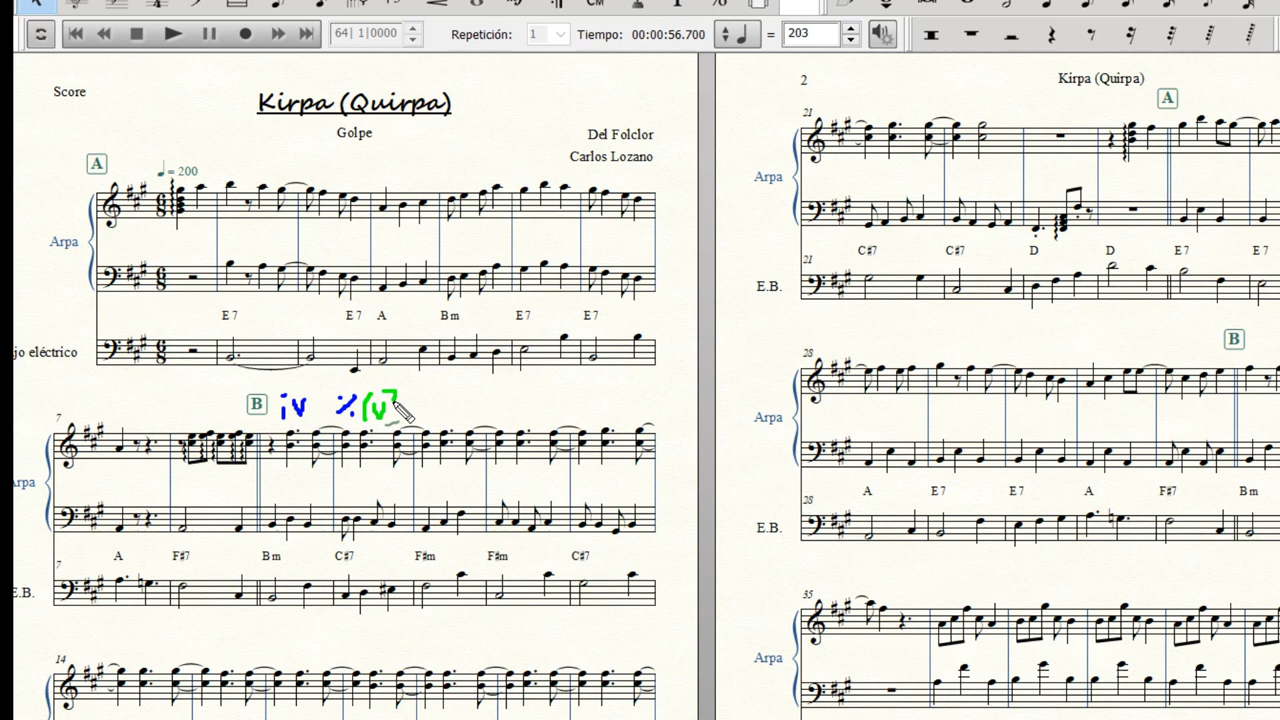 64| 1|0000 Repetición: 1 Tiempo: 00:00:56.700 = 203
Score
Kirpa (Quirpa)
Golpe
Del Folclor
Carlos Lozano
A
= 200
Arpa
E7 E7 A Bm E7 E7
jo eléctrico
B iv % (V7
7
Arpa
A F#7 Bm C#7 F#m F#m C#7
7
E.B.
14
2
Kirpa (Quirpa)
A
21
Arpa
C#7 C#7 D D E7 E7
21
E.B.
B
28
Arpa
A E7 E7 A F#7 Bm
28
E.B.
35
Arpa